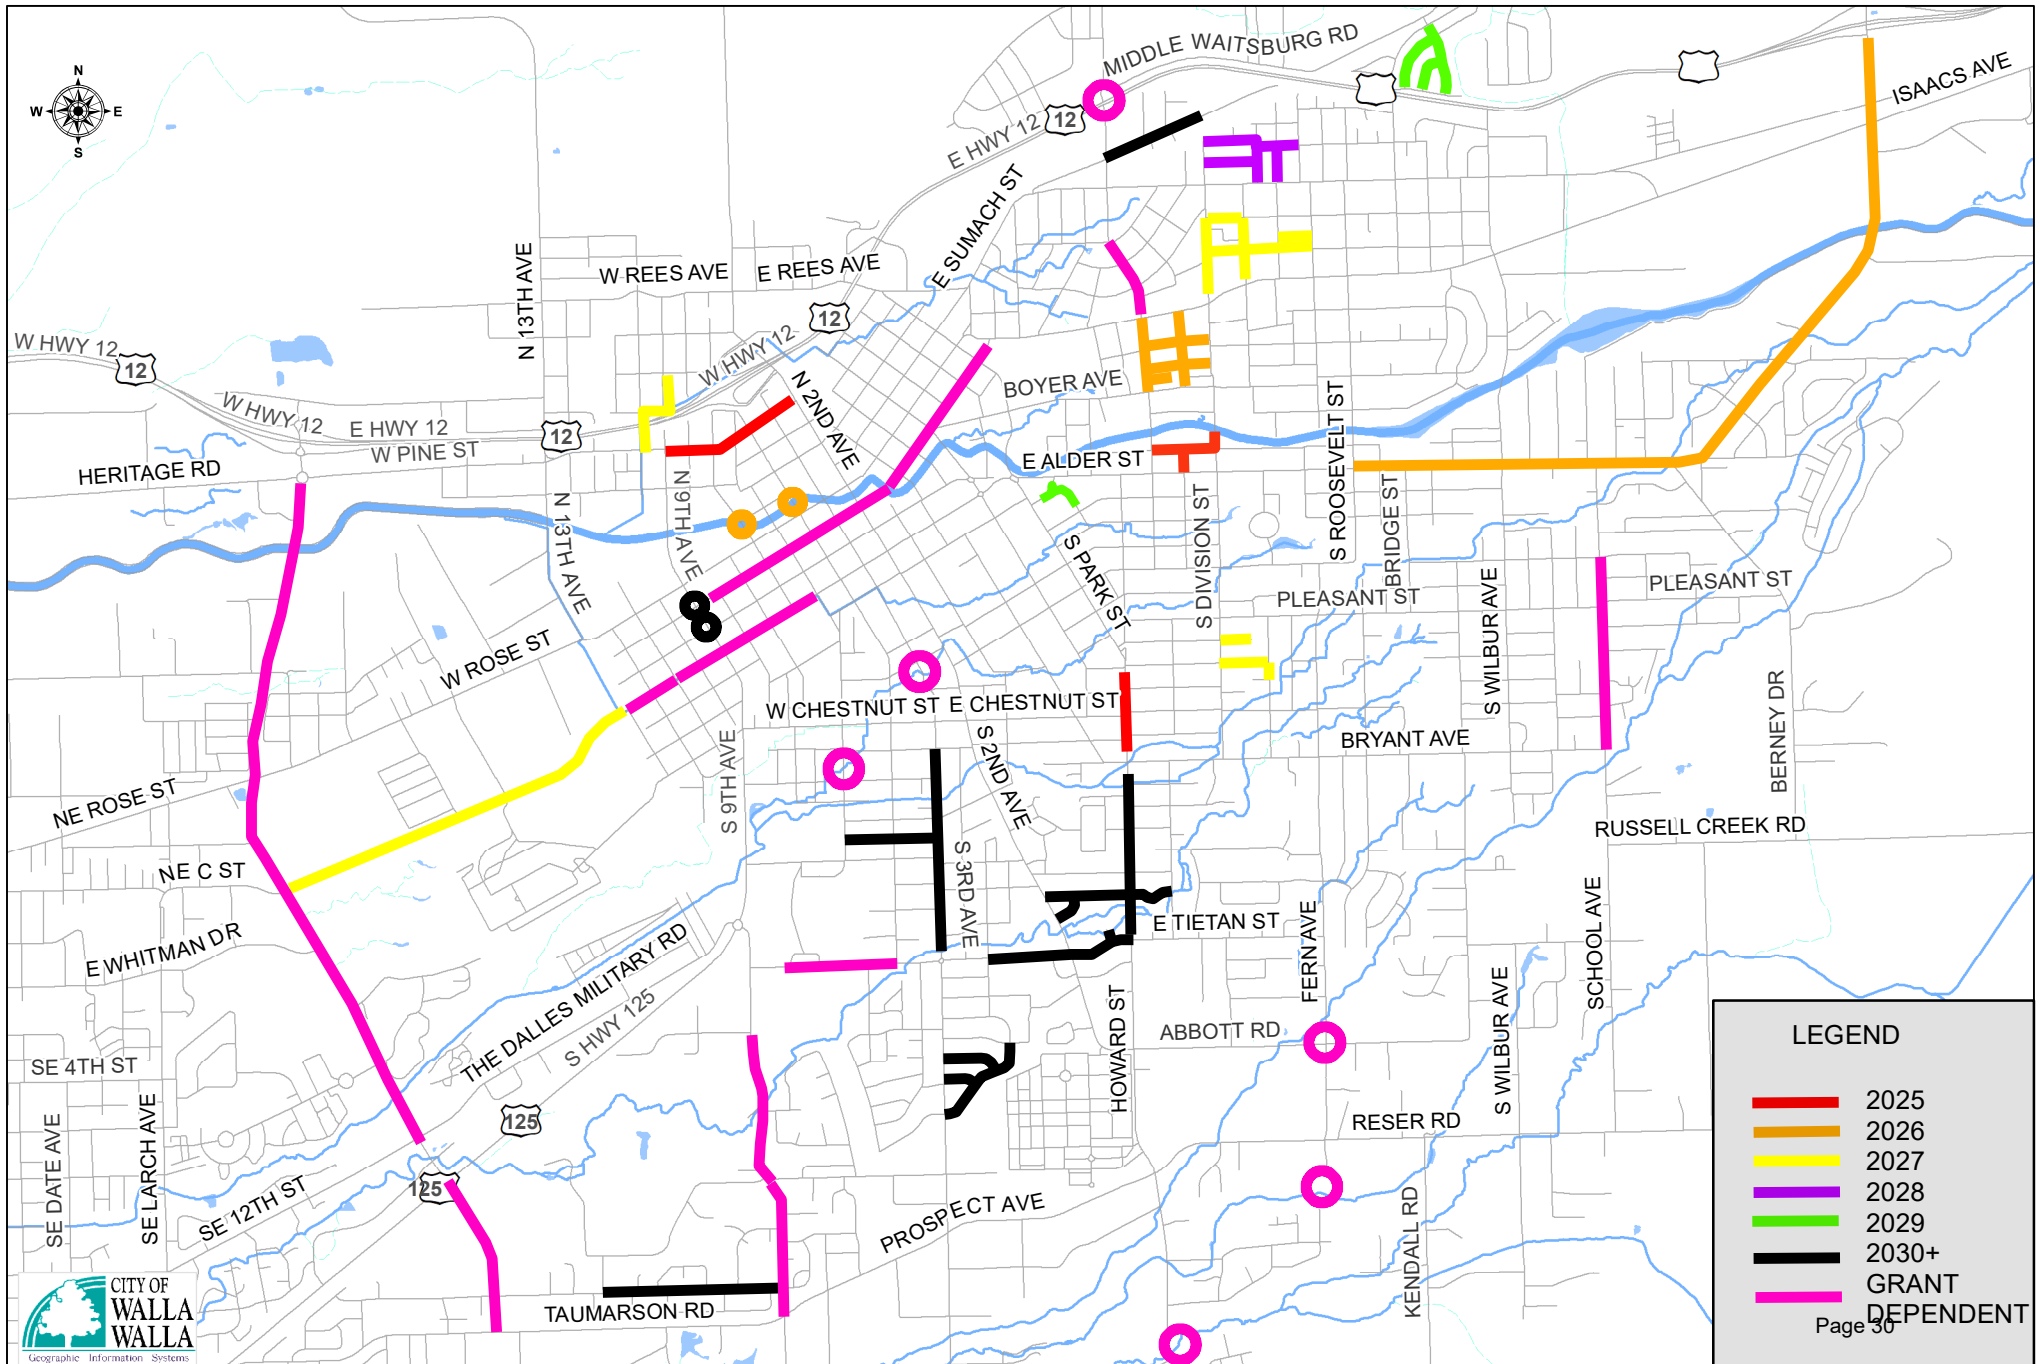 MIDDLE WAITSBURG RD
ISAACS AVE
N
W E
S
E HWY 12
12
E SUMACH ST
N 13TH AVE
W REES AVE
E REES AVE
12
W HWY 12
12
W HWY 12
N 2ND AVE
BOYER AVE
S ROOSEVELT ST
W HWY 12
E HWY 12
12
W PINE ST
HERITAGE RD
E ALDER ST
N 9TH AVE
N 13TH AVE
S DIVISION ST
BRIDGE ST
S PARK ST
PLEASANT ST
PLEASANT ST
S WILBUR AVE
W ROSE ST
W CHESTNUT ST
E CHESTNUT ST
BERNEY DR
BRYANT AVE
S 9TH AVE
S 2ND AVE
NE ROSE ST
RUSSELL CREEK RD
NE C ST
S 3RD AVE
E TIETAN ST
FERN AVE
SCHOOL AVE
E WHITMAN DR
THE DALLES MILITARY RD
S HWY 125
HOWARD ST
ABBOTT RD
S WILBUR AVE
SE 4TH ST
SE DATE AVE
SE LARCH AVE
125
RESER RD
125
SE 12TH ST
PROSPECT AVE
KENDALL RD
TAUMARSON RD
CITY OF
WALLA
WALLA
Geographic Information Systems
LEGEND
2025
2026
2027
2028
2029
2030+
GRANT
DEPENDENT
Page 30